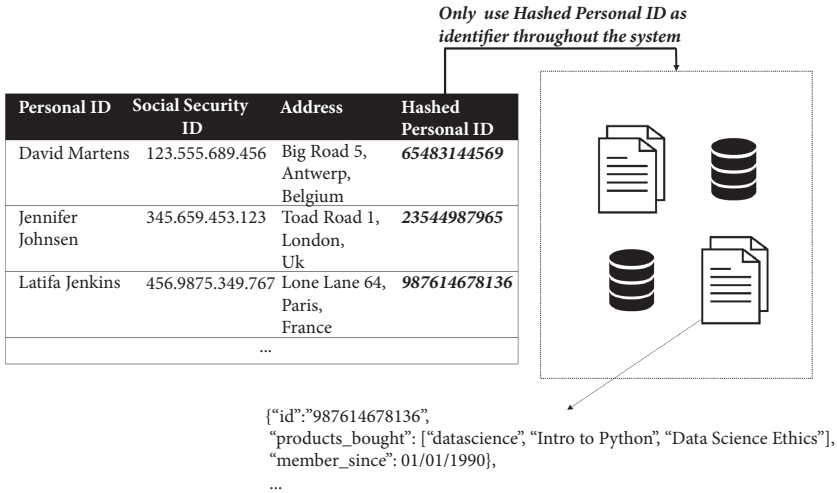 Only use Hashed Personal ID as
identifier throughout the system
Personal ID Social Security ID Address Hashed Personal ID
David Martens 123.555.689.456 Big Road 5, Antwerp, Belgium 65483144569
Jennifer Johnsen 345.659.453.123 Toad Road 1, London, Uk 23544987965
Latifa Jenkins 456.9875.349.767 Lone Lane 64, Paris, France 987614678136
...
{“id”:”987614678136”,
“products_bought”: [“datascience”, “Intro to Python”, “Data Science Ethics”],
“member_since”: 01/01/1990},
...